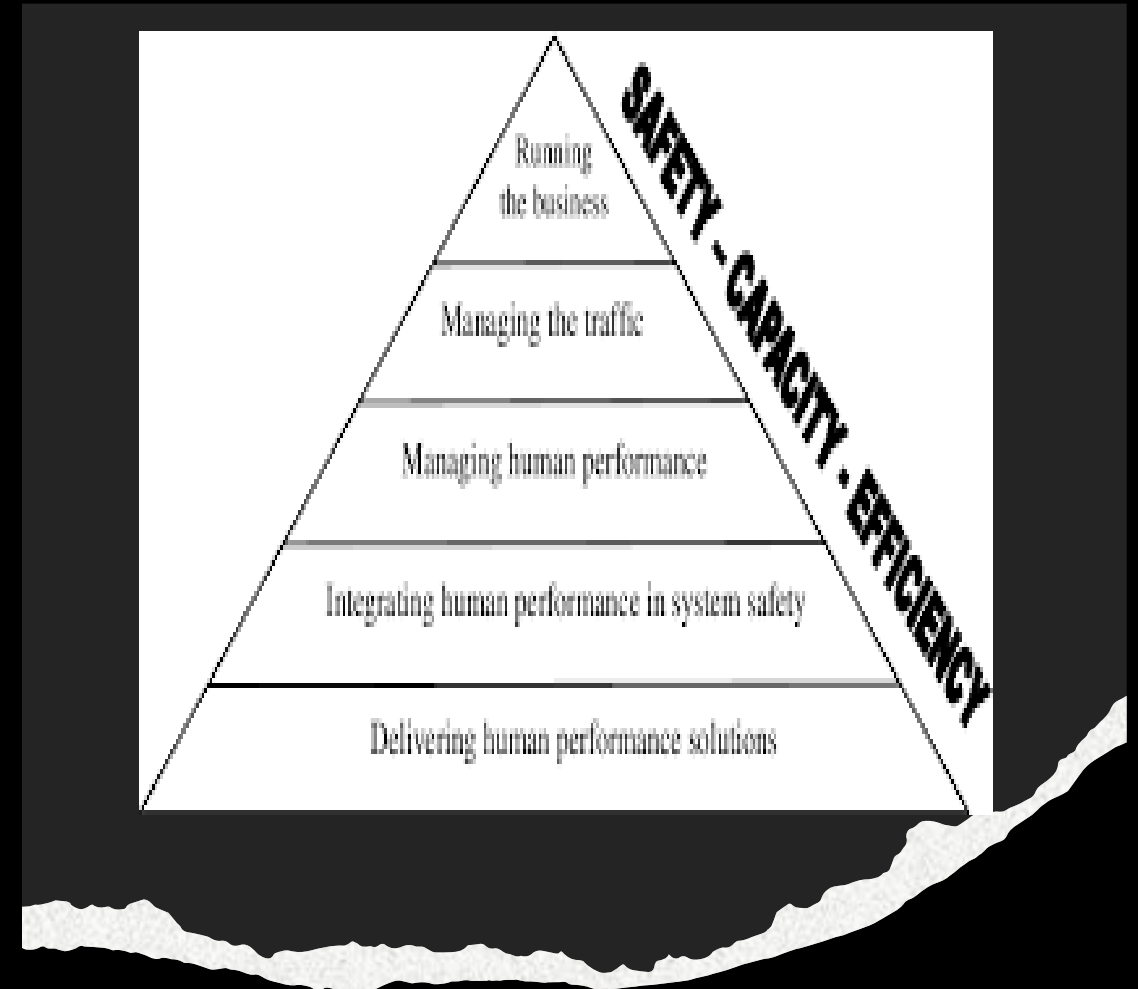 Running
the business
Managing the traffic
Managing human performance
Integrating human performance in system safety
Delivering human performance solutions
SAFETY - CAPACITY - EFFICIENCY